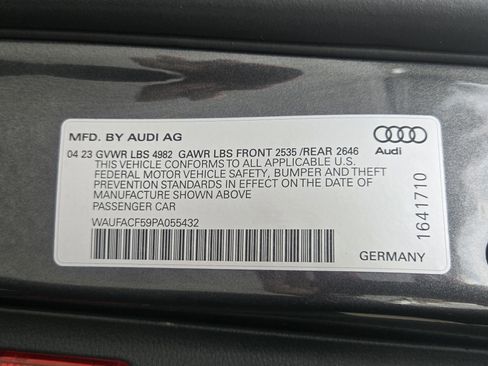 MFD. BY AUDI AG
Audi
04 23 GVWR LBS 4982 GAWR LBS FRONT 2535 /REAR 2646
THIS VEHICLE CONFORMS TO ALL APPLICABLE U.S.
FEDERAL MOTOR VEHICLE SAFETY, BUMPER AND THEFT
PREVENTION STANDARDS IN EFFECT ON THE DATE OF
MANUFACTURE SHOWN ABOVE
PASSENGER CAR
WAUFACF59PA055432
GERMANY
1641710